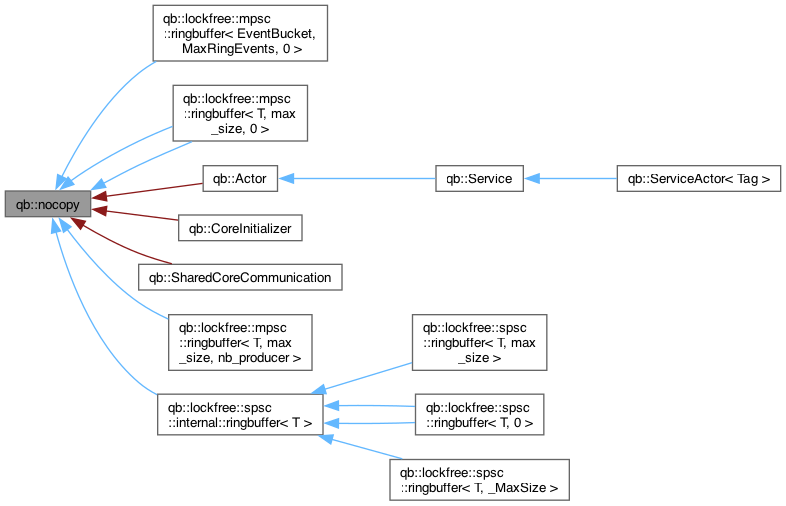 qb::lockfree::mpsc
::ringbuffer< EventBucket,
MaxRingEvents, 0 >
qb::lockfree::mpsc
::ringbuffer< T, max
_size, 0 >
qb::Actor
qb::Service
qb::ServiceActor< Tag >
qb::nocopy
qb::CoreInitializer
qb::SharedCoreCommunication
qb::lockfree::mpsc
::ringbuffer< T, max
_size, nb_producer >
qb::lockfree::spsc
::ringbuffer< T, max
_size >
qb::lockfree::spsc
::internal::ringbuffer< T >
qb::lockfree::spsc
::ringbuffer< T, 0 >
qb::lockfree::spsc
::ringbuffer< T, _MaxSize >